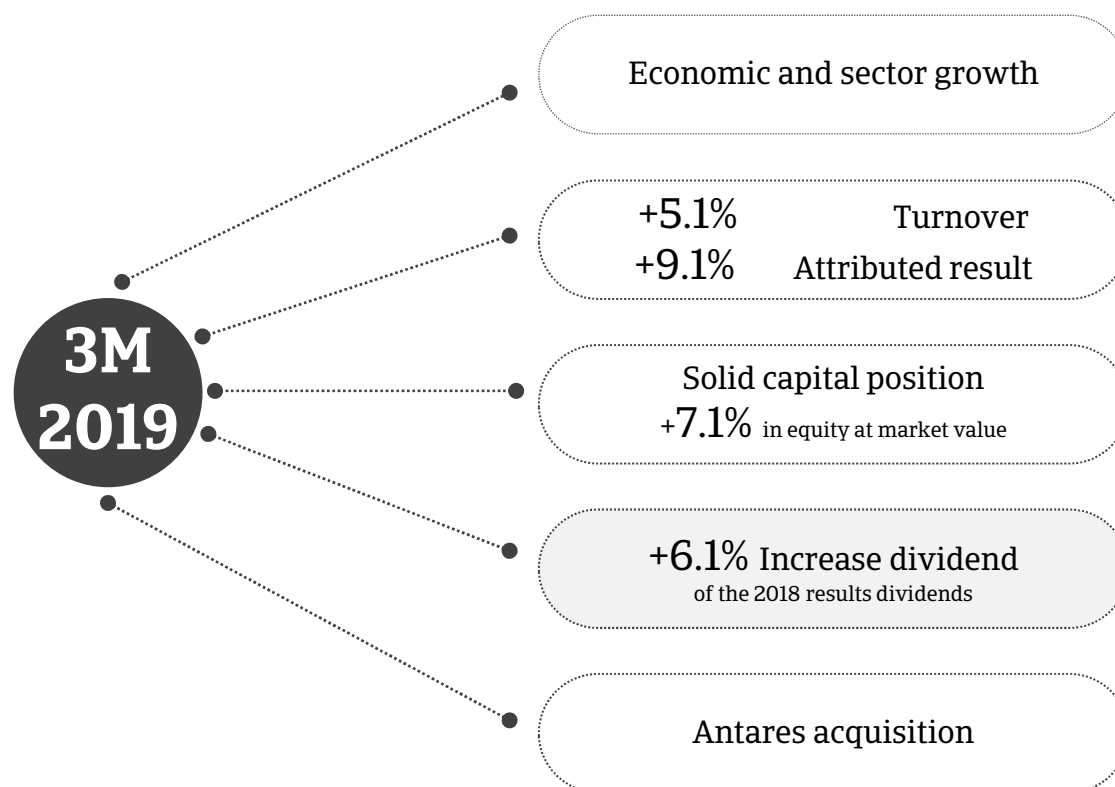 Economic and sector growth
+5.1% Turnover
+9.1% Attributed result
3M
2019
Solid capital position
+7.1% in equity at market value
+6.1% Increase dividend
of the 2018 results dividends
Antares acquisition